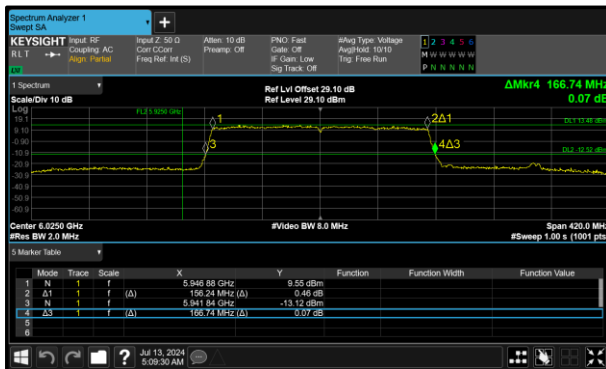 Spectrum Analyzer 1
Swept SA
KEYSIGHT Input: RF Input Z: 50 Ω Atten: 10 dB PNO: Fast #Avg Type: Voltage 1 2 3 4 5 6
RLT Coupling: AC Corr CCorr Preamp: Off Gate: Off Avg|Hold: 10/10 M W W W W W
Align: Partial Freq Ref: Int (S) IF Gain: Low Trig: Free Run P N N N N N
Sig Track: Off
1 Spectrum
Ref Lvl Offset 29.10 dB ΔMkr4 166.74 MHz
Scale/Div 10 dB Ref Level 29.10 dBm 0.07 dB
Log
19.1 FL2 5.9250 GHz 1 2Δ1 DL1 13.48 dBm
9.10
-0.90 3 4Δ3 DL2 -12.52 dBm
-10.9
-20.9
-30.9
-40.9
-50.9
-60.9
Center 6.0250 GHz #Video BW 8.0 MHz Span 420.0 MHz
#Res BW 2.0 MHz #Sweep 1.00 s (1001 pts)
5 Marker Table
Mode Trace Scale X Y Function Function Width Function Value
1 N 1 f 5.946 88 GHz 9.55 dBm
2 Δ1 1 f (Δ) 156.24 MHz (Δ) 0.46 dB
3 N 1 f 5.941 84 GHz -13.12 dBm
4 Δ3 1 f (Δ) 166.74 MHz (Δ) 0.07 dB
5
6
? Jul 13, 2024
5:09:30 AM